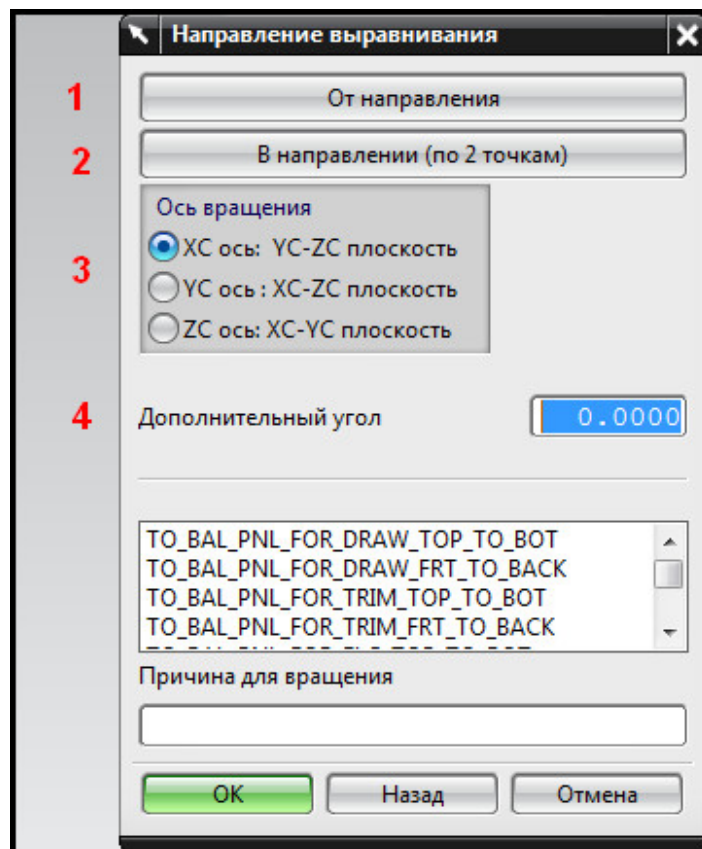 Направление выравнивания
1 От направления
2 В направлении (по 2 точкам)
Ось вращения
XC ось: YC-ZC плоскость
3 YC ось : XC-ZC плоскость
ZC ось: XC-YC плоскость
4 Дополнительный угол 0.0000
TO_BAL_PNL_FOR_DRAW_TOP_TO_BOT
TO_BAL_PNL_FOR_DRAW_FRT_TO_BACK
TO_BAL_PNL_FOR_TRIM_TOP_TO_BOT
TO_BAL_PNL_FOR_TRIM_FRT_TO_BACK
Причина для вращения
OK Назад Отмена